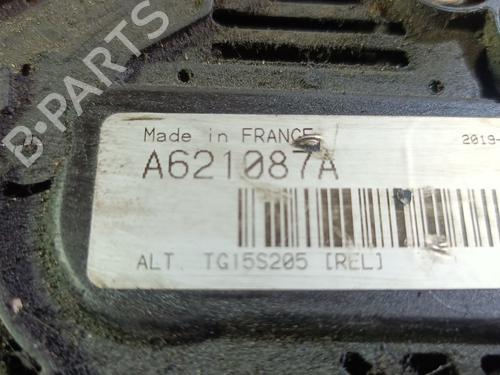 B-PARTS
Made in FRANCE 2019-
A621087A
ALT. TG15S205 [REL]